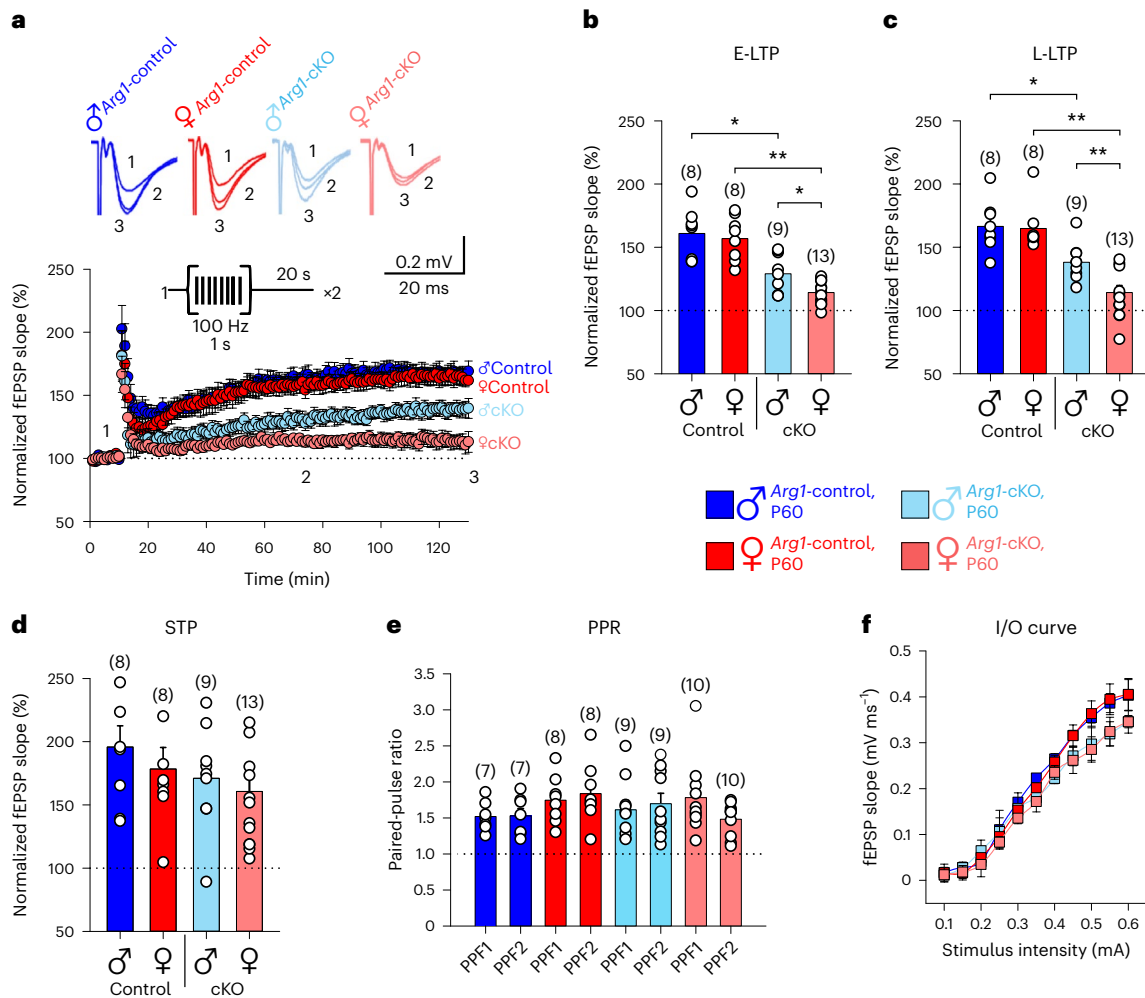 a
♂Arg1-control
♀Arg1-control
♂Arg1-cKO
♀Arg1-cKO
1
2
3
1
2
3
1
2
3
1
2
3
0.2 mV
20 ms
1
20 s
×2
100 Hz
1 s
Normalized fEPSP slope (%)
250
200
150
100
50
1
2
3
♂Control
♀Control
♂cKO
♀cKO
0
20
40
60
80
100
120
Time (min)
b
E-LTP
Normalized fEPSP slope (%)
250
200
150
100
50
*
**
*
(8)
(8)
(9)
(13)
♂ ♀ ♂ ♀
Control
cKO
c
L-LTP
Normalized fEPSP slope (%)
250
200
150
100
50
*
**
**
(8)
(8)
(9)
(13)
♂ ♀ ♂ ♀
Control
cKO
♂ Arg1-control,
P60
♂ Arg1-cKO,
P60
♀ Arg1-control,
P60
♀ Arg1-cKO,
P60
d
STP
Normalized fEPSP slope (%)
250
200
150
100
50
(8)
(8)
(9)
(13)
♂ ♀ ♂ ♀
Control
cKO
e
PPR
Paired-pulse ratio
3.5
3.0
2.5
2.0
1.5
1.0
0.5
0
(7)
(7)
(8)
(8)
(9)
(9)
(10)
(10)
PPF1
PPF2
PPF1
PPF2
PPF1
PPF2
PPF1
PPF2
f
I/O curve
fEPSP slope (mV ms⁻¹)
0.5
0.4
0.3
0.2
0.1
0
0.1
0.2
0.3
0.4
0.5
0.6
Stimulus intensity (mA)